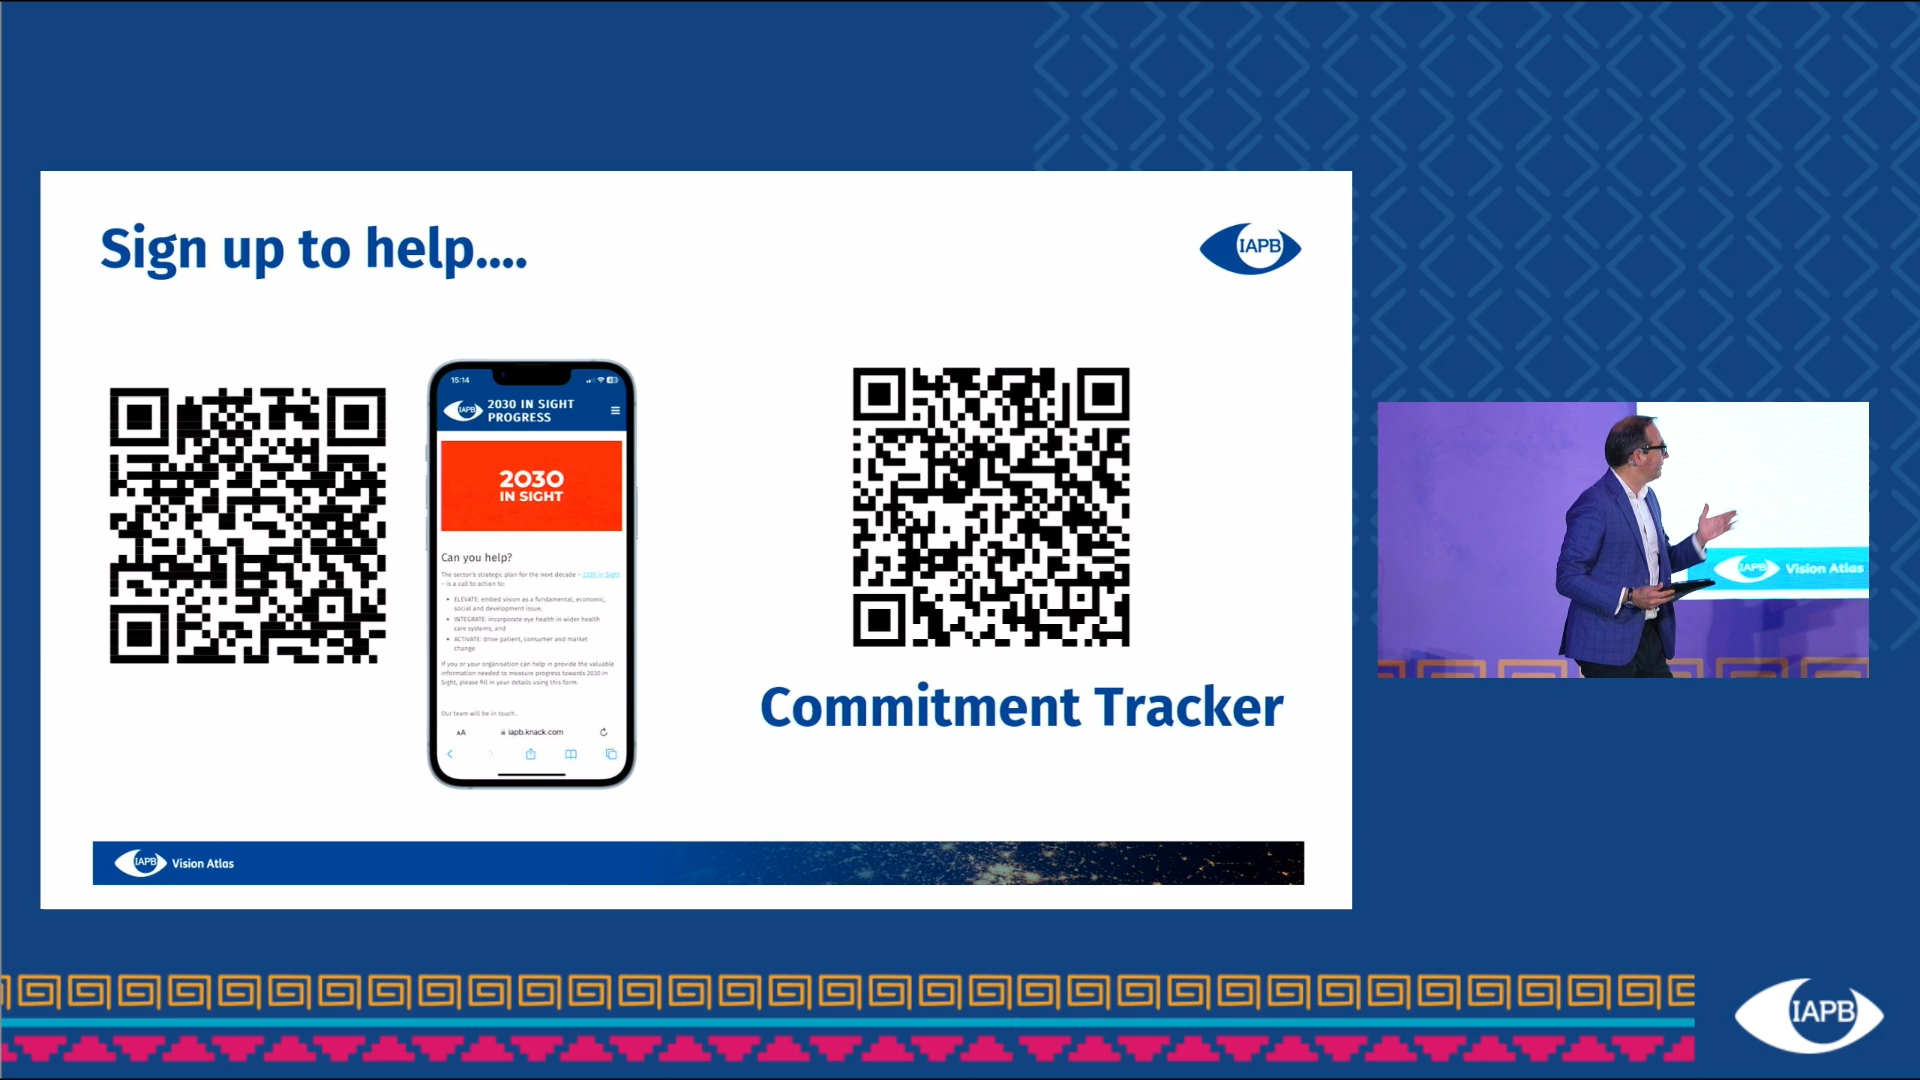 Sign up to help....
IAPB
15:14
IAPB
2030 IN SIGHT
PROGRESS
2030
IN SIGHT
Can you help?
The sector's strategic plan for the next decade – 2030 In Sight
– is a call to action to:
• ELEVATE: embed vision as a fundamental, economic,
social and development issue,
• INTEGRATE: incorporate eye health in wider health
care systems, and
• ACTIVATE: drive patient, consumer and market
change.
If you or your organisation can help in provide the valuable
information needed to measure progress towards 2030 In
Sight, please fill in your details using this form.
Our team will be in touch.
AA
iapb.knack.com
Commitment Tracker
IAPB Vision Atlas
IAPB Vision Atlas
IAPB